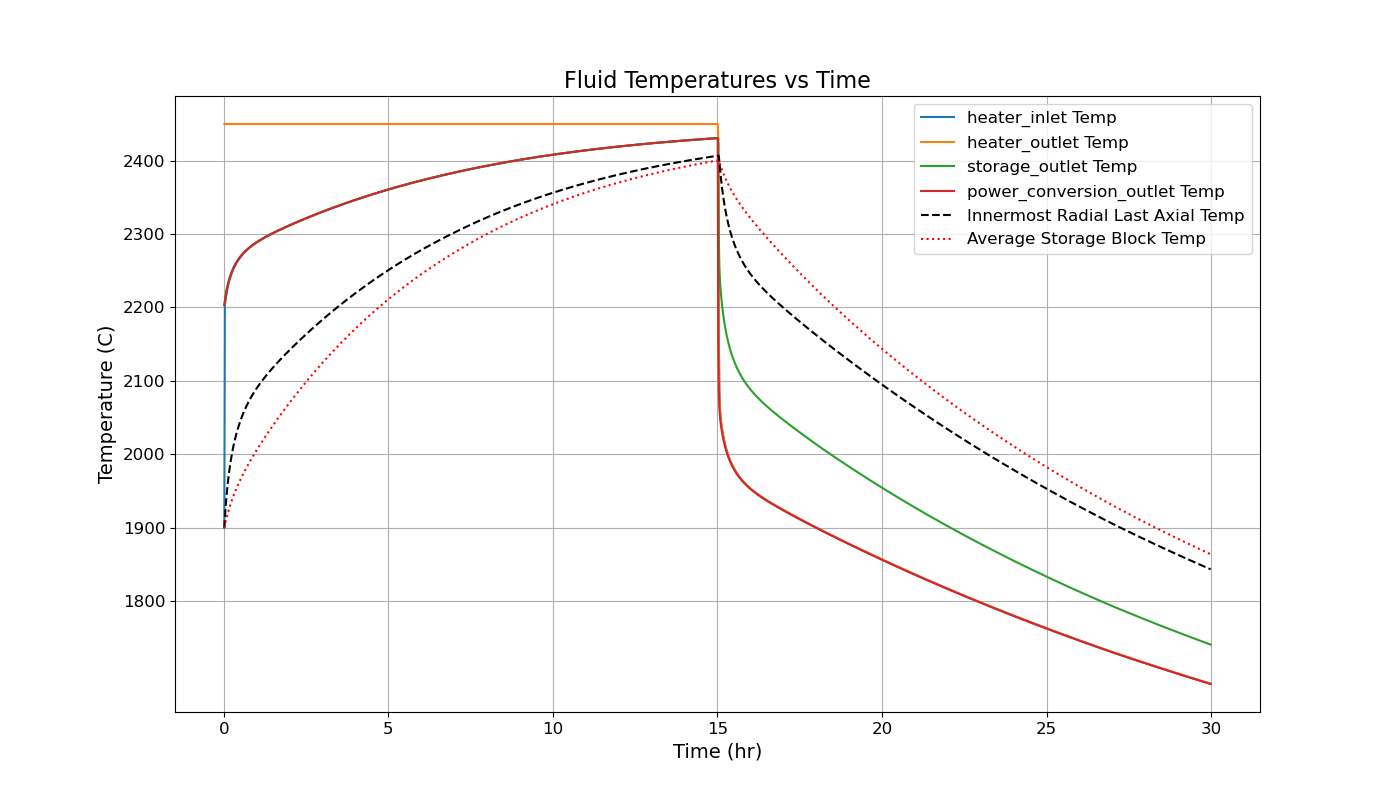 Fluid Temperatures vs Time
heater_inlet Temp
heater_outlet Temp
storage_outlet Temp
power_conversion_outlet Temp
Innermost Radial Last Axial Temp
Average Storage Block Temp
Temperature (C)
2400
2300
2200
2100
2000
1900
1800
0 5 10 15 20 25 30
Time (hr)